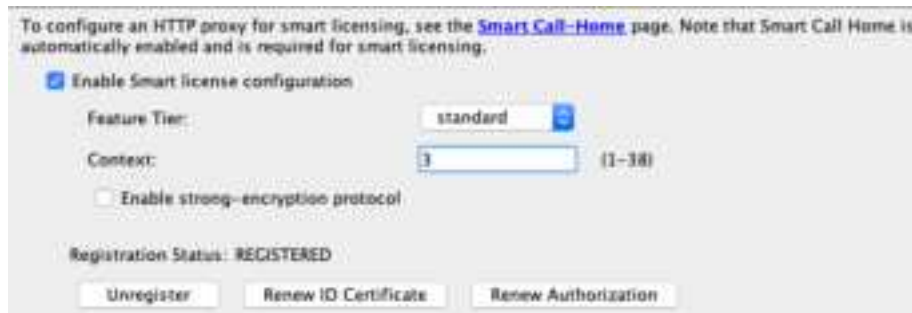 To configure an HTTP proxy for smart licensing, see the Smart Call-Home page. Note that Smart Call Home is
automatically enabled and is required for smart licensing.
Enable Smart license configuration
Feature Tier: standard
Context: 3 (1-38)
Enable strong-encryption protocol
Registration Status: REGISTERED
Unregister Renew ID Certificate Renew Authorization